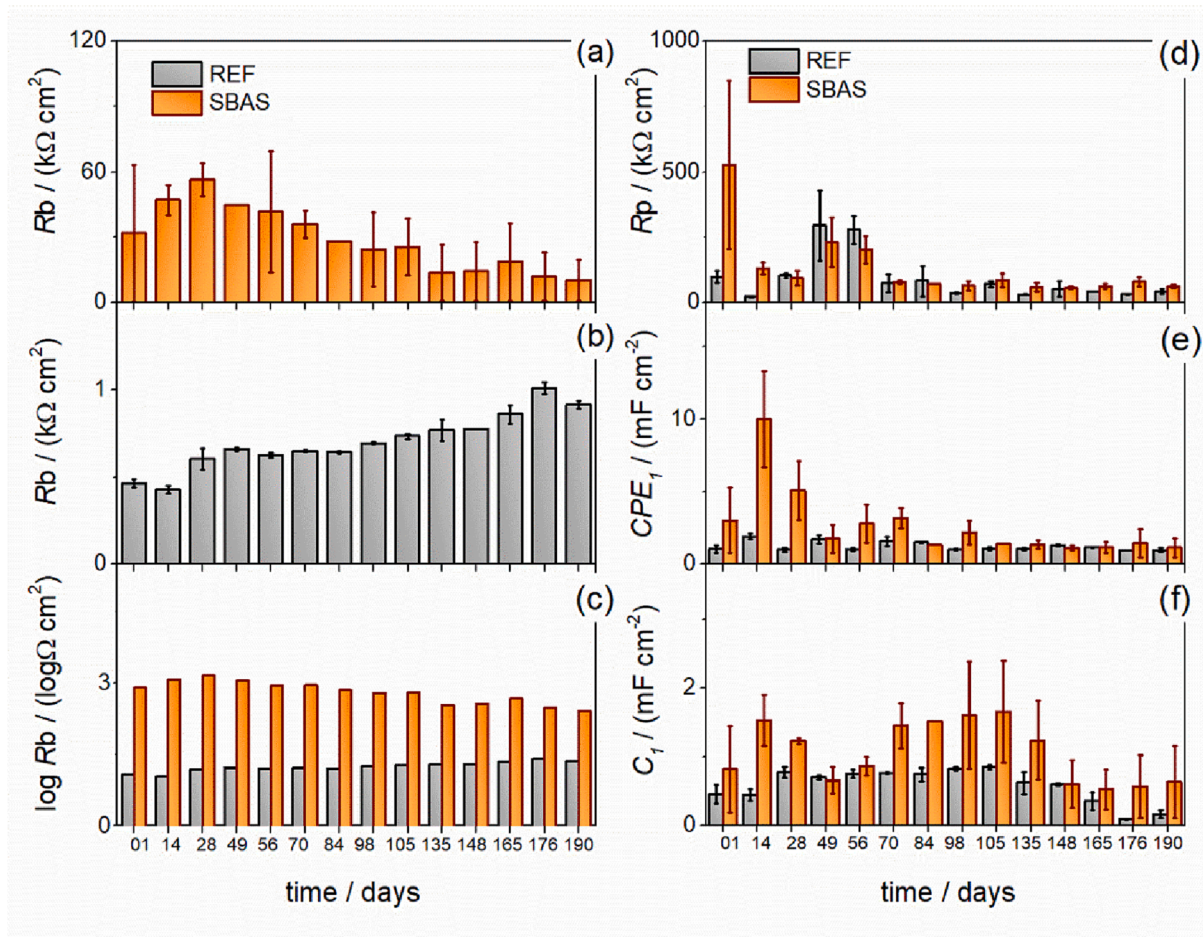 (a)
120
60
0
Rb / (kΩ cm²)
REF
SBAS
(b)
1
0
Rb / (kΩ cm²)
(c)
3
0
log Rb / (logΩ cm²)
01 14 28 49 56 70 84 98 105 135 148 165 176 190
time / days
(d)
1000
500
0
Rp / (kΩ cm²)
REF
SBAS
(e)
10
0
CPE₁ / (mF cm⁻²)
(f)
2
0
C₁ / (mF cm⁻²)
01 14 28 49 56 70 84 98 105 135 148 165 176 190
time / days